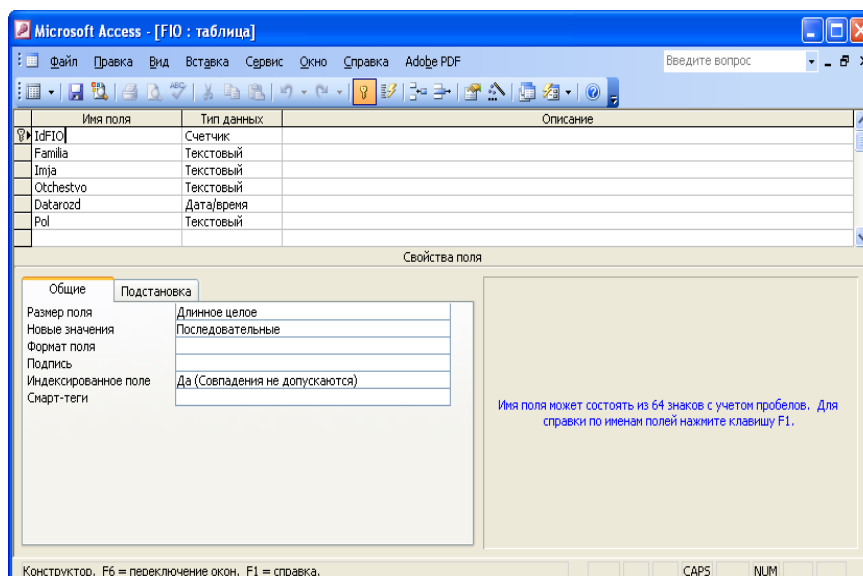 Microsoft Access - [FIO : таблица]
Файл Правка Вид Вставка Сервис Окно Справка Adobe PDF Введите вопрос
Имя поля Тип данных Описание
IdFIO Счетчик
Familia Текстовый
Imja Текстовый
Otchestvo Текстовый
Datarozd Дата/время
Pol Текстовый
Свойства поля
Общие Подстановка
Размер поля Длинное целое
Новые значения Последовательные
Формат поля
Подпись
Индексированное поле Да (Совпадения не допускаются)
Смарт-теги
Имя поля может состоять из 64 знаков с учетом пробелов. Для
справки по именам полей нажмите клавишу F1.
Конструктор. F6 = переключение окон. F1 = справка. CAPS NUM